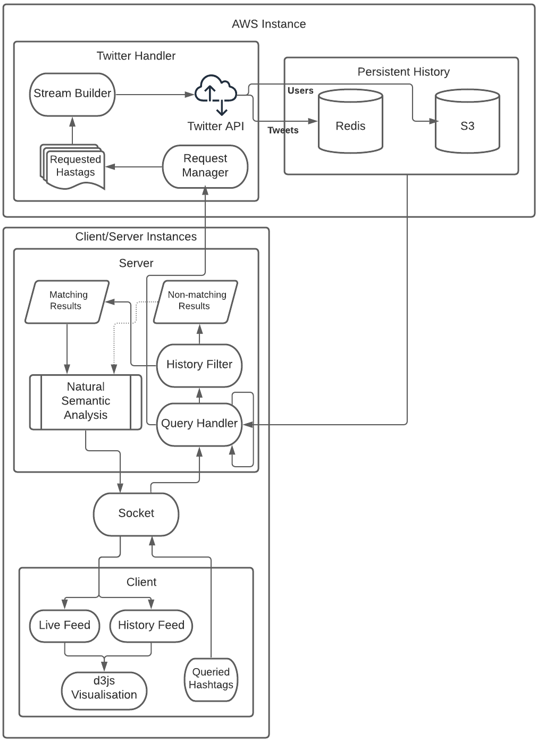 AWS Instance
Twitter Handler
Persistent History
Stream Builder
Users
Twitter API
Tweets
Redis
S3
Requested
Hastags
Request
Manager
Client/Server Instances
Server
Matching
Results
Non-matching
Results
History Filter
Natural
Semantic
Analysis
Query Handler
Socket
Client
Live Feed
History Feed
Queried
Hashtags
d3js
Visualisation